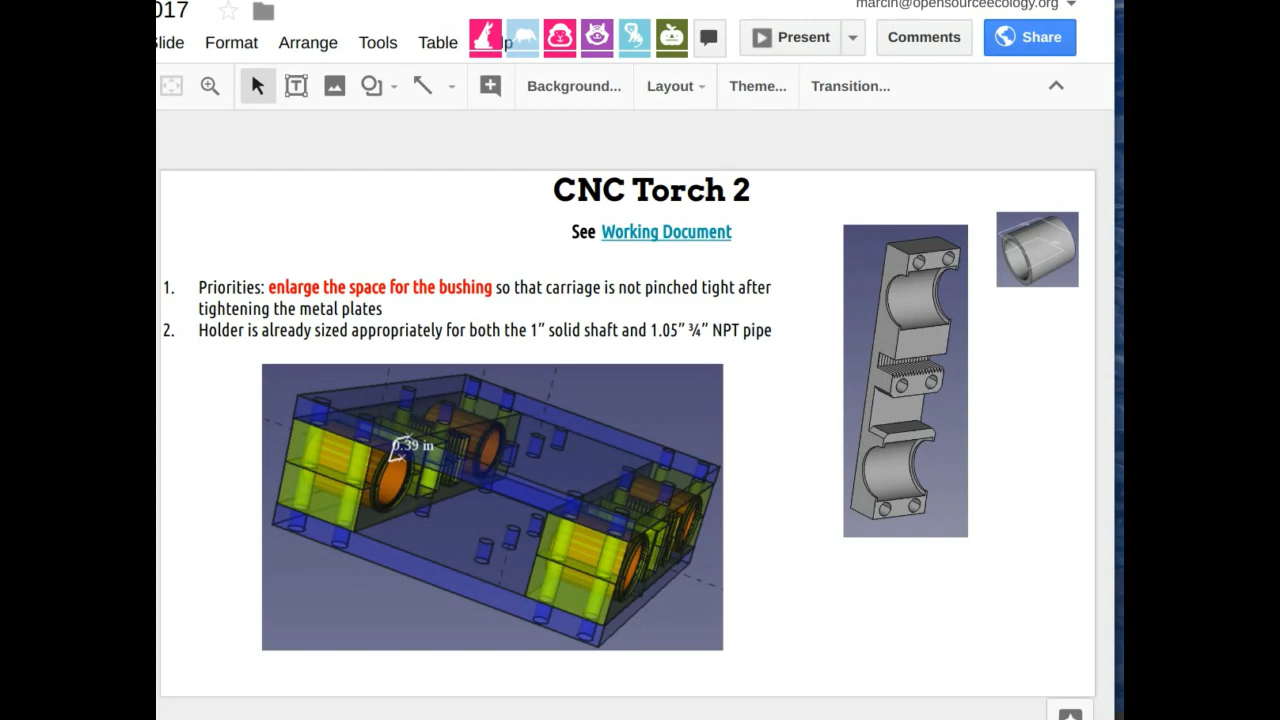 017
marcin@opensourceecology.org
Slide Format Arrange Tools Table
Present
Comments
Share
Background...
Layout
Theme...
Transition...
CNC Torch 2
See Working Document
1. Priorities: enlarge the space for the bushing so that carriage is not pinched tight after
tightening the metal plates
2. Holder is already sized appropriately for both the 1” solid shaft and 1.05” ¾” NPT pipe
0.39 in